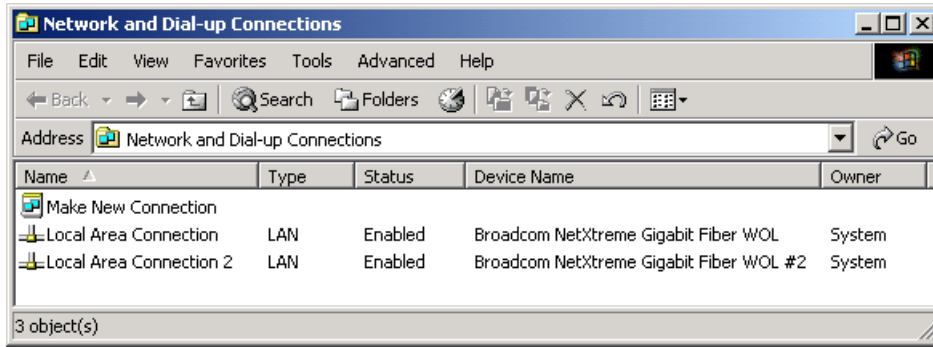 Network and Dial-up Connections
File Edit View Favorites Tools Advanced Help
Back Search Folders
Address Network and Dial-up Connections Go
Name Type Status Device Name Owner
Make New Connection
Local Area Connection LAN Enabled Broadcom NetXtreme Gigabit Fiber WOL System
Local Area Connection 2 LAN Enabled Broadcom NetXtreme Gigabit Fiber WOL #2 System
3 object(s)